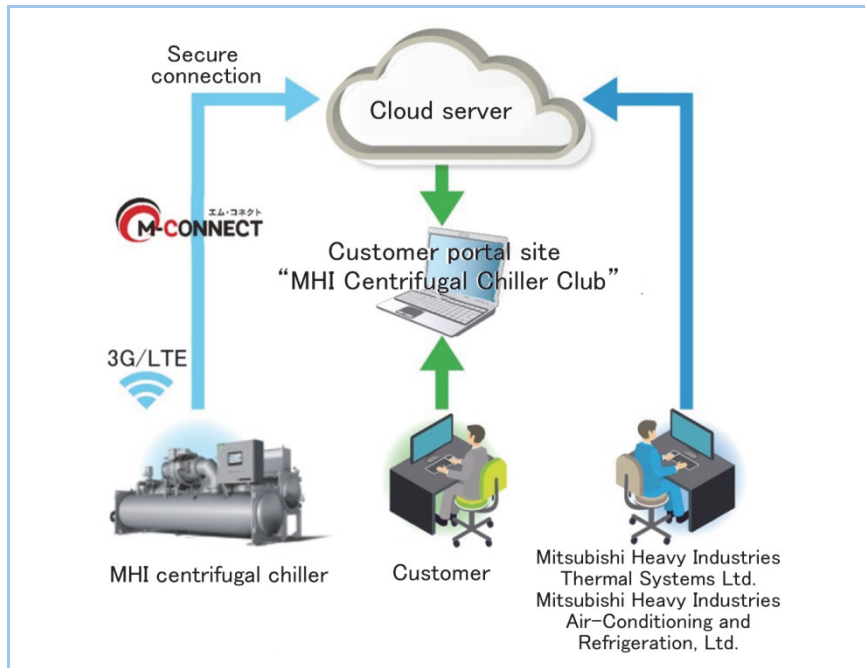 Secure
connection
Cloud server
エム・コネクト
M-CONNECT
Customer portal site
“MHI Centrifugal Chiller Club”
3G/LTE
MHI centrifugal chiller
Customer
Mitsubishi Heavy Industries
Thermal Systems Ltd.
Mitsubishi Heavy Industries
Air-Conditioning and
Refrigeration, Ltd.